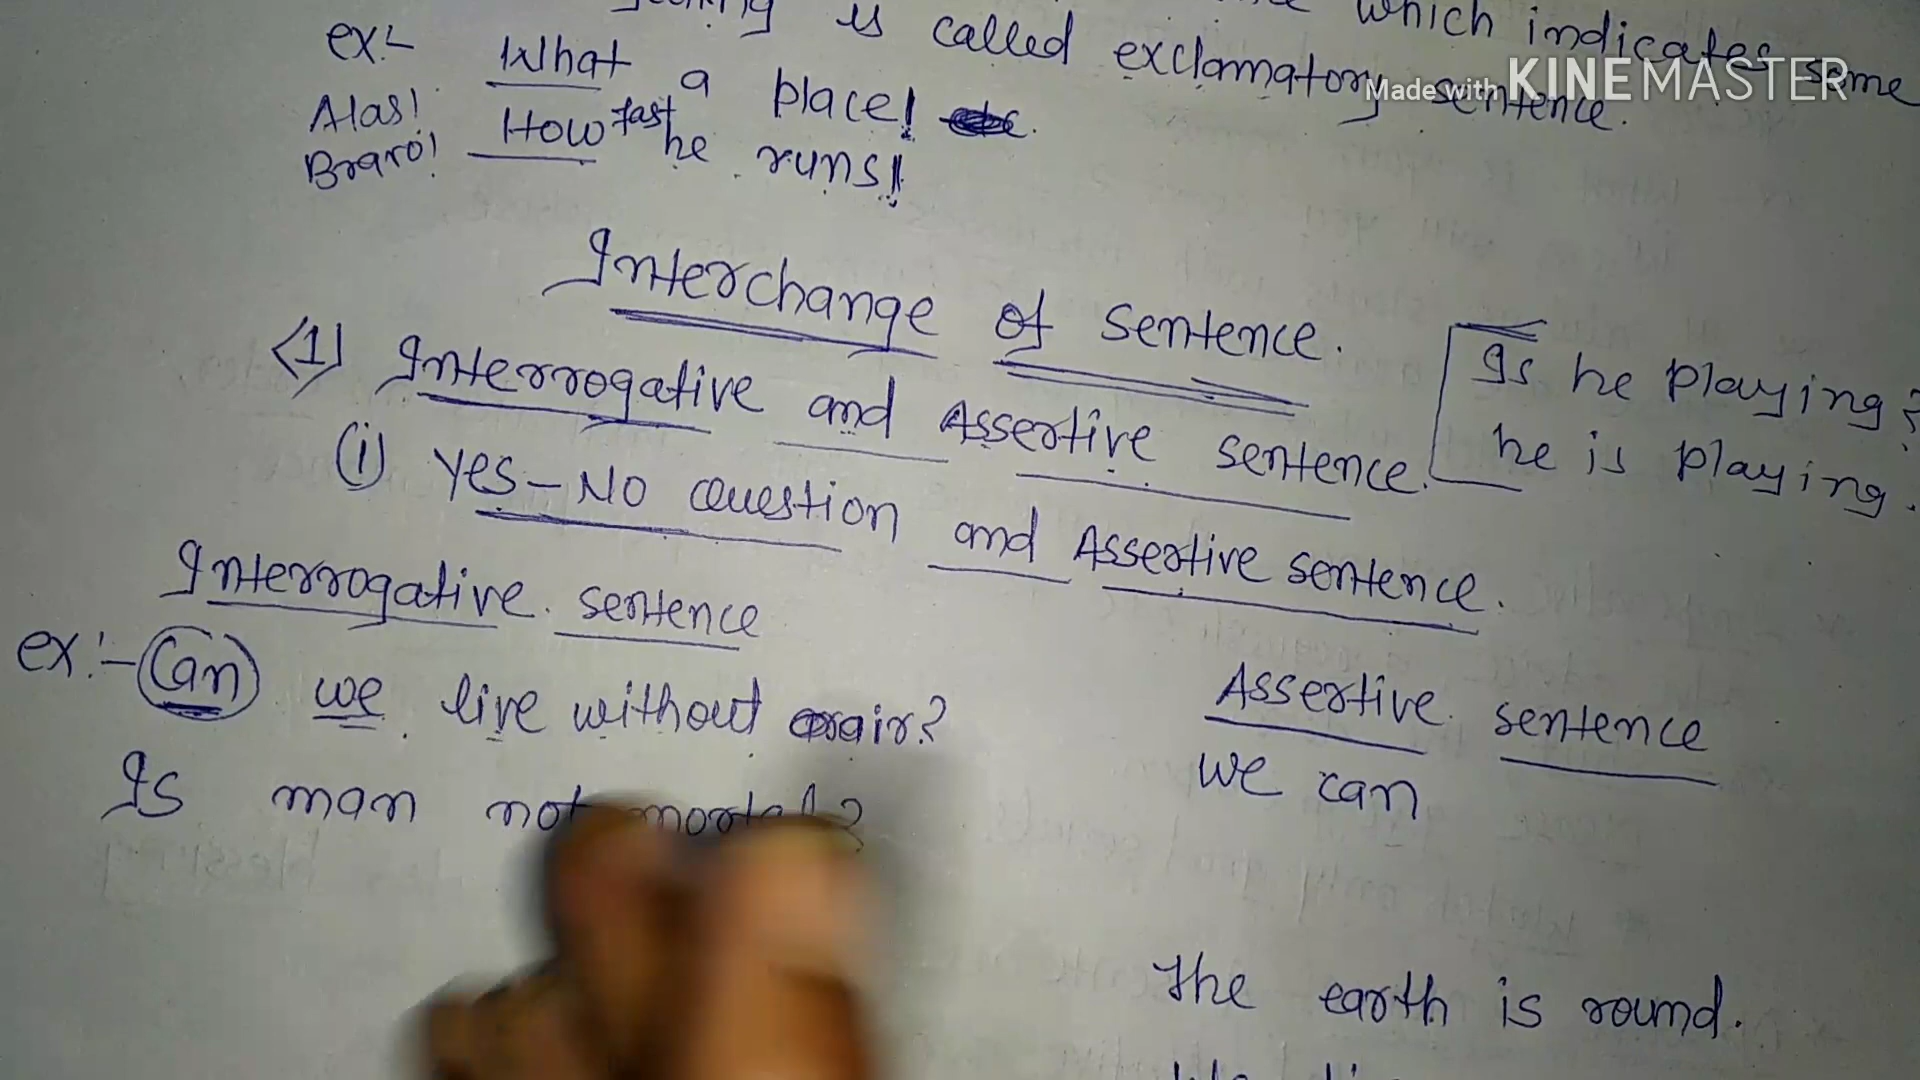 which indicates some
is called exclamatory sentence.
Made with KINEMASTER
ex:- What a place!
Alas! How fast he runs!
Bravo!
Interchange of sentence.
(1) Interrogative and Assertive sentence.
Is he playing?
he is playing.
(i) Yes-No Question and Assertive sentence.
Interrogative sentence
ex:- Can we live without air?
Assertive sentence
we can
Is man not mortal?
The earth is round.